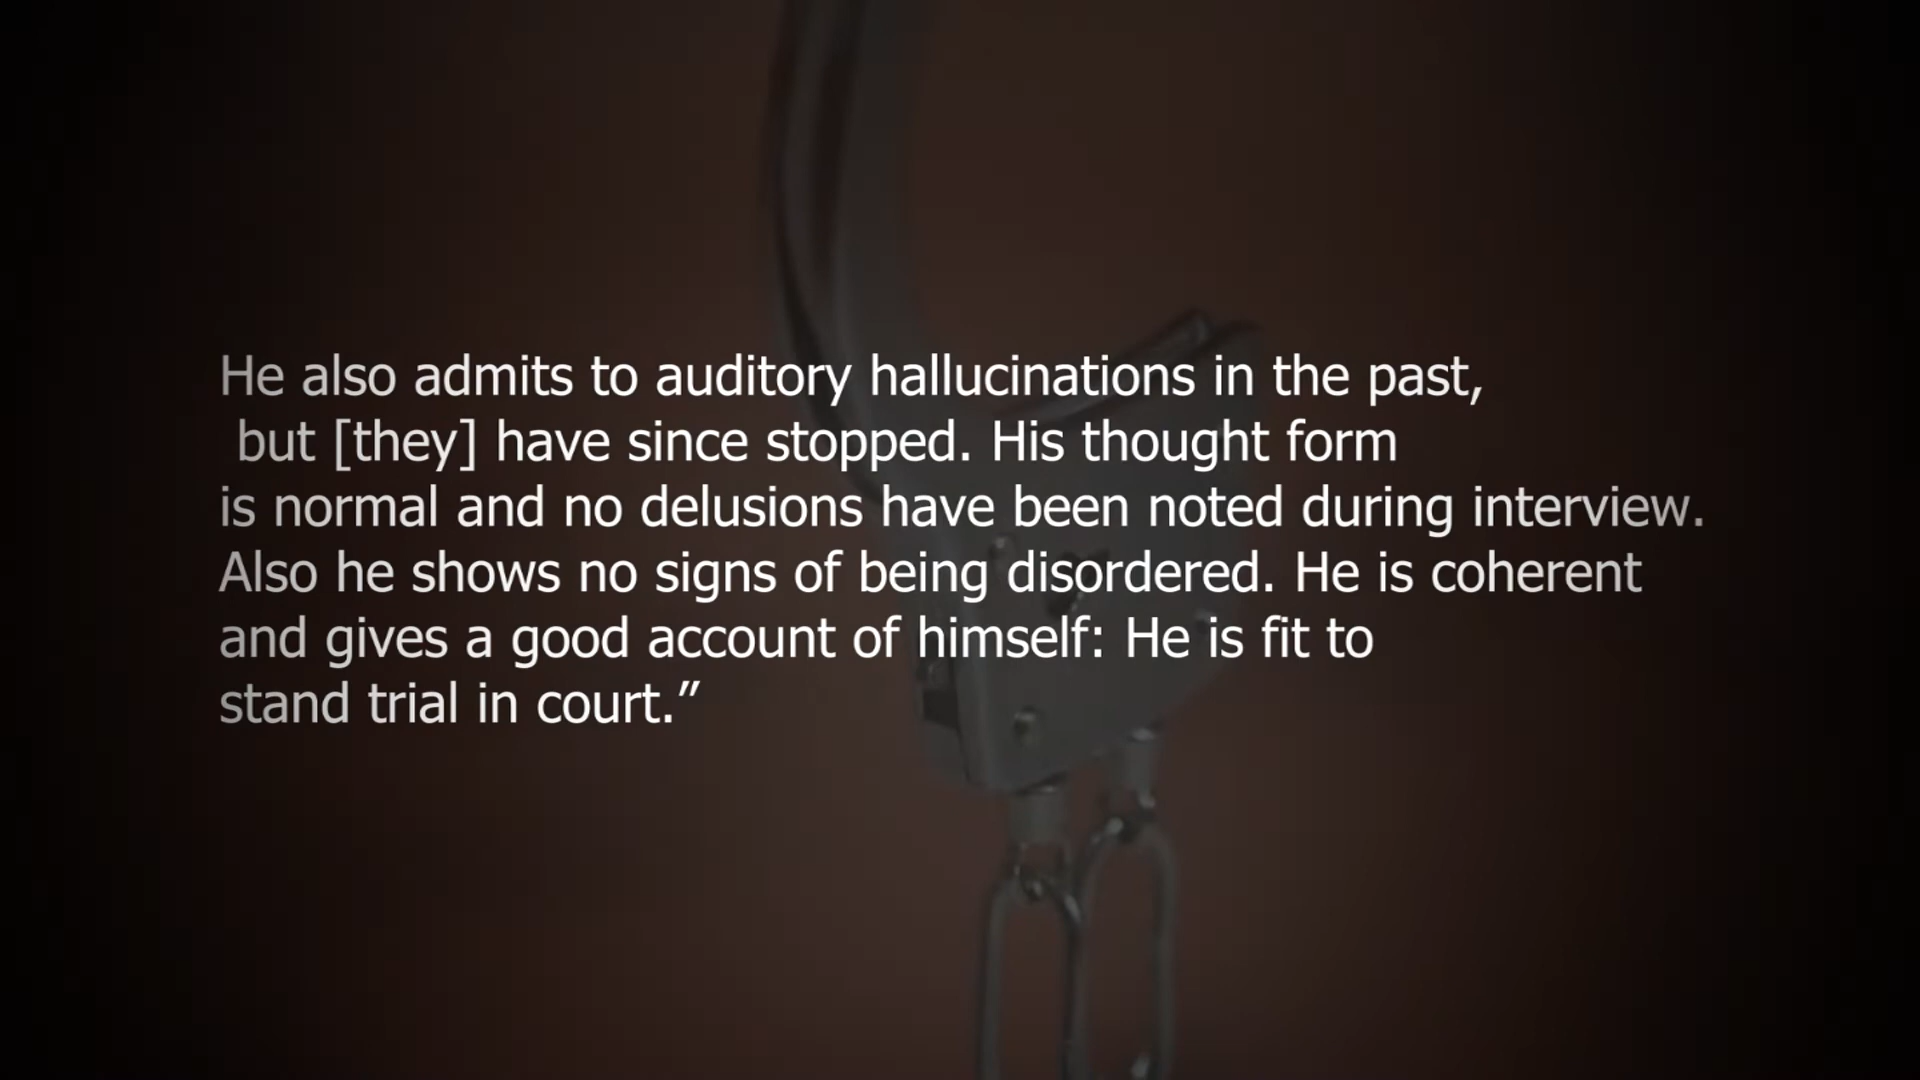 He also admits to auditory hallucinations in the past,
but [they] have since stopped. His thought form
is normal and no delusions have been noted during interview.
Also he shows no signs of being disordered. He is coherent
and gives a good account of himself: He is fit to
stand trial in court.”